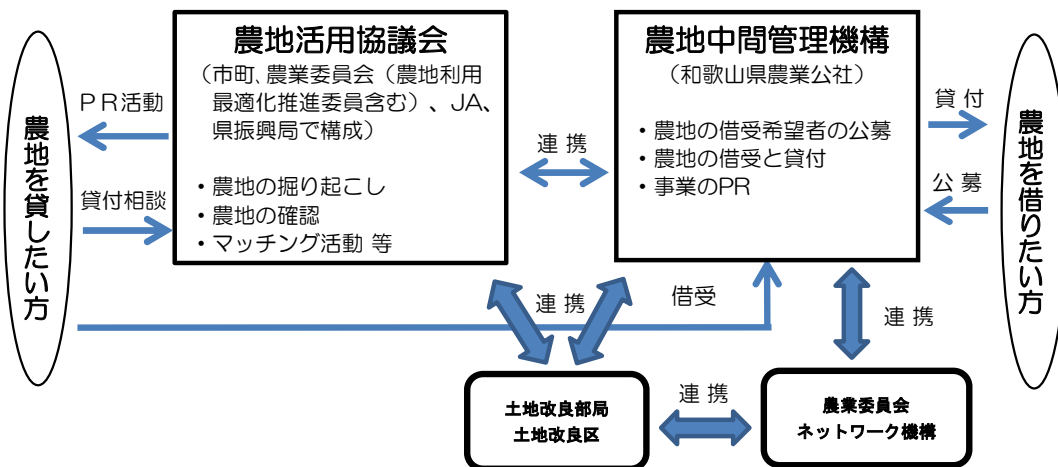 農地を貸したい方
ＰＲ活動
貸付相談
農地活用協議会
（市町、農業委員会（農地利用
最適化推進委員含む）、JA、
県振興局で構成）
・農地の掘り起こし
・農地の確認
・マッチング活動 等
連 携
農地中間管理機構
（和歌山県農業公社）
・農地の借受希望者の公募
・農地の借受と貸付
・事業のPR
貸 付
公 募
農地を借りたい方
連 携
借受
連 携
土地改良部局
土地改良区
連 携
農業委員会
ネットワーク機構